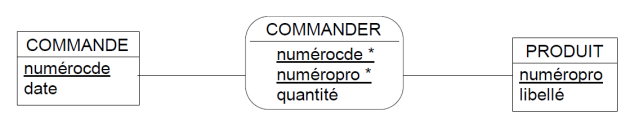 COMMANDE
numérocde
date
COMMANDER
numérocde *
numéropro *
quantité
PRODUIT
numéropro
libellé